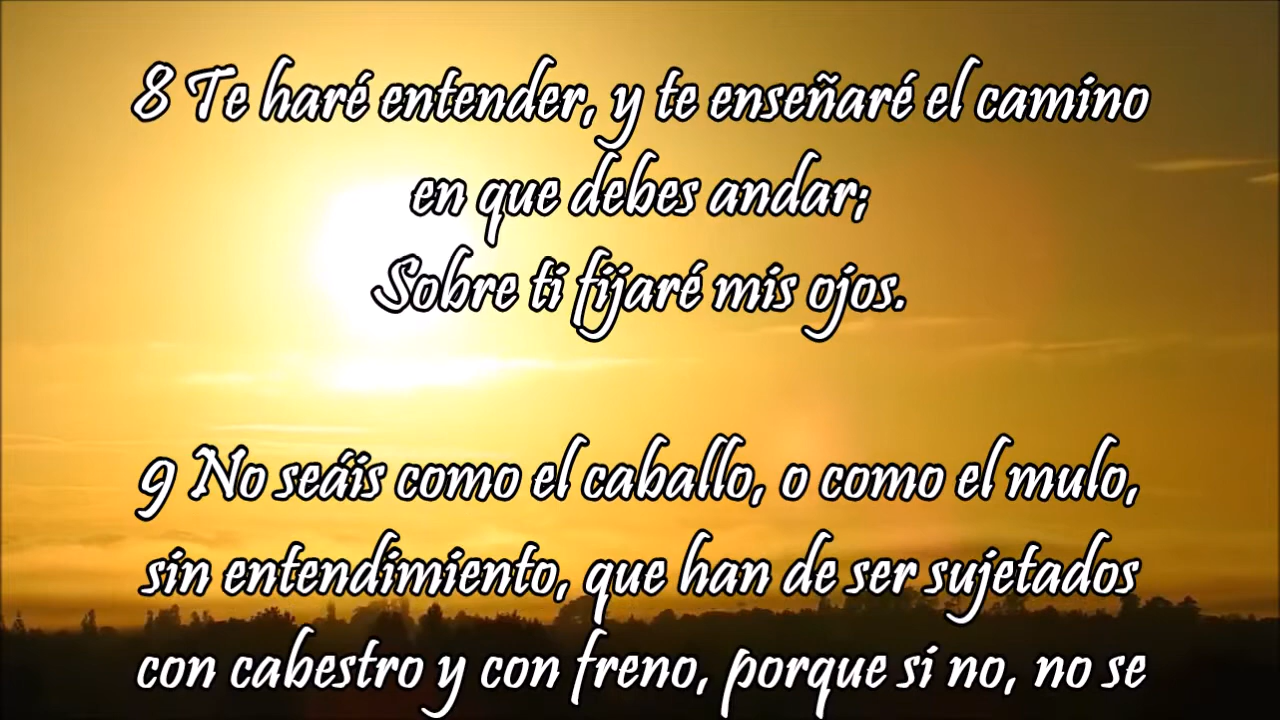 8 Te haré entender, y te enseñaré el camino
en que debes andar;
Sobre ti fijaré mis ojos.
9 No seáis como el caballo, o como el mulo,
sin entendimiento, que han de ser sujetados
con cabestro y con freno, porque si no, no se